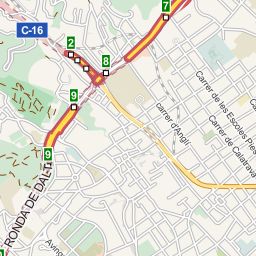 7
C-16
2
8
9
Carrer de les Escoles Pies
Carrer d'Anglí
Carrer de Calatrava
9
RONDA DE DALT